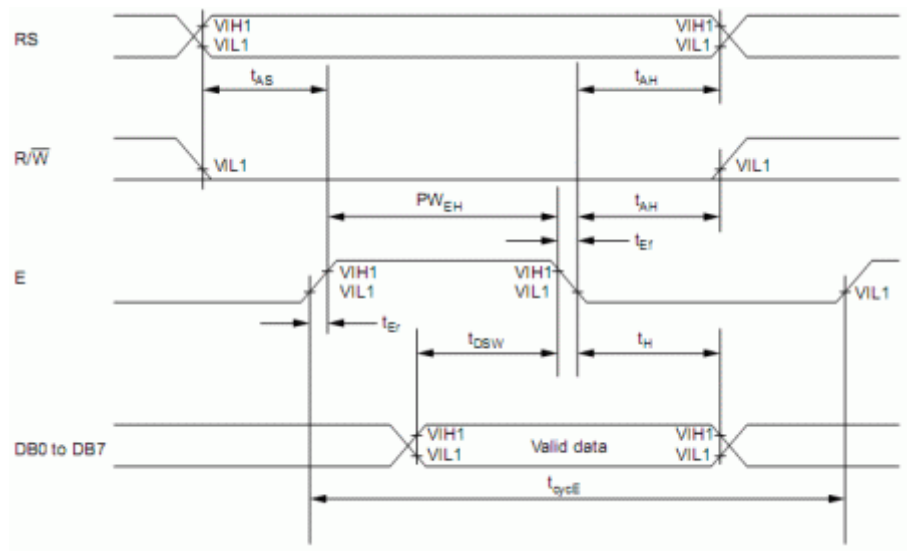 RS
VIH1
VIL1
VIH1
VIL1
tAS
tAH
R/W̅
VIL1
VIL1
PWEH
tAH
tEf
E
VIH1
VIL1
VIH1
VIL1
VIL1
tEr
tDSW
tH
DB0 to DB7
VIH1
VIL1
Valid data
VIH1
VIL1
tcycE